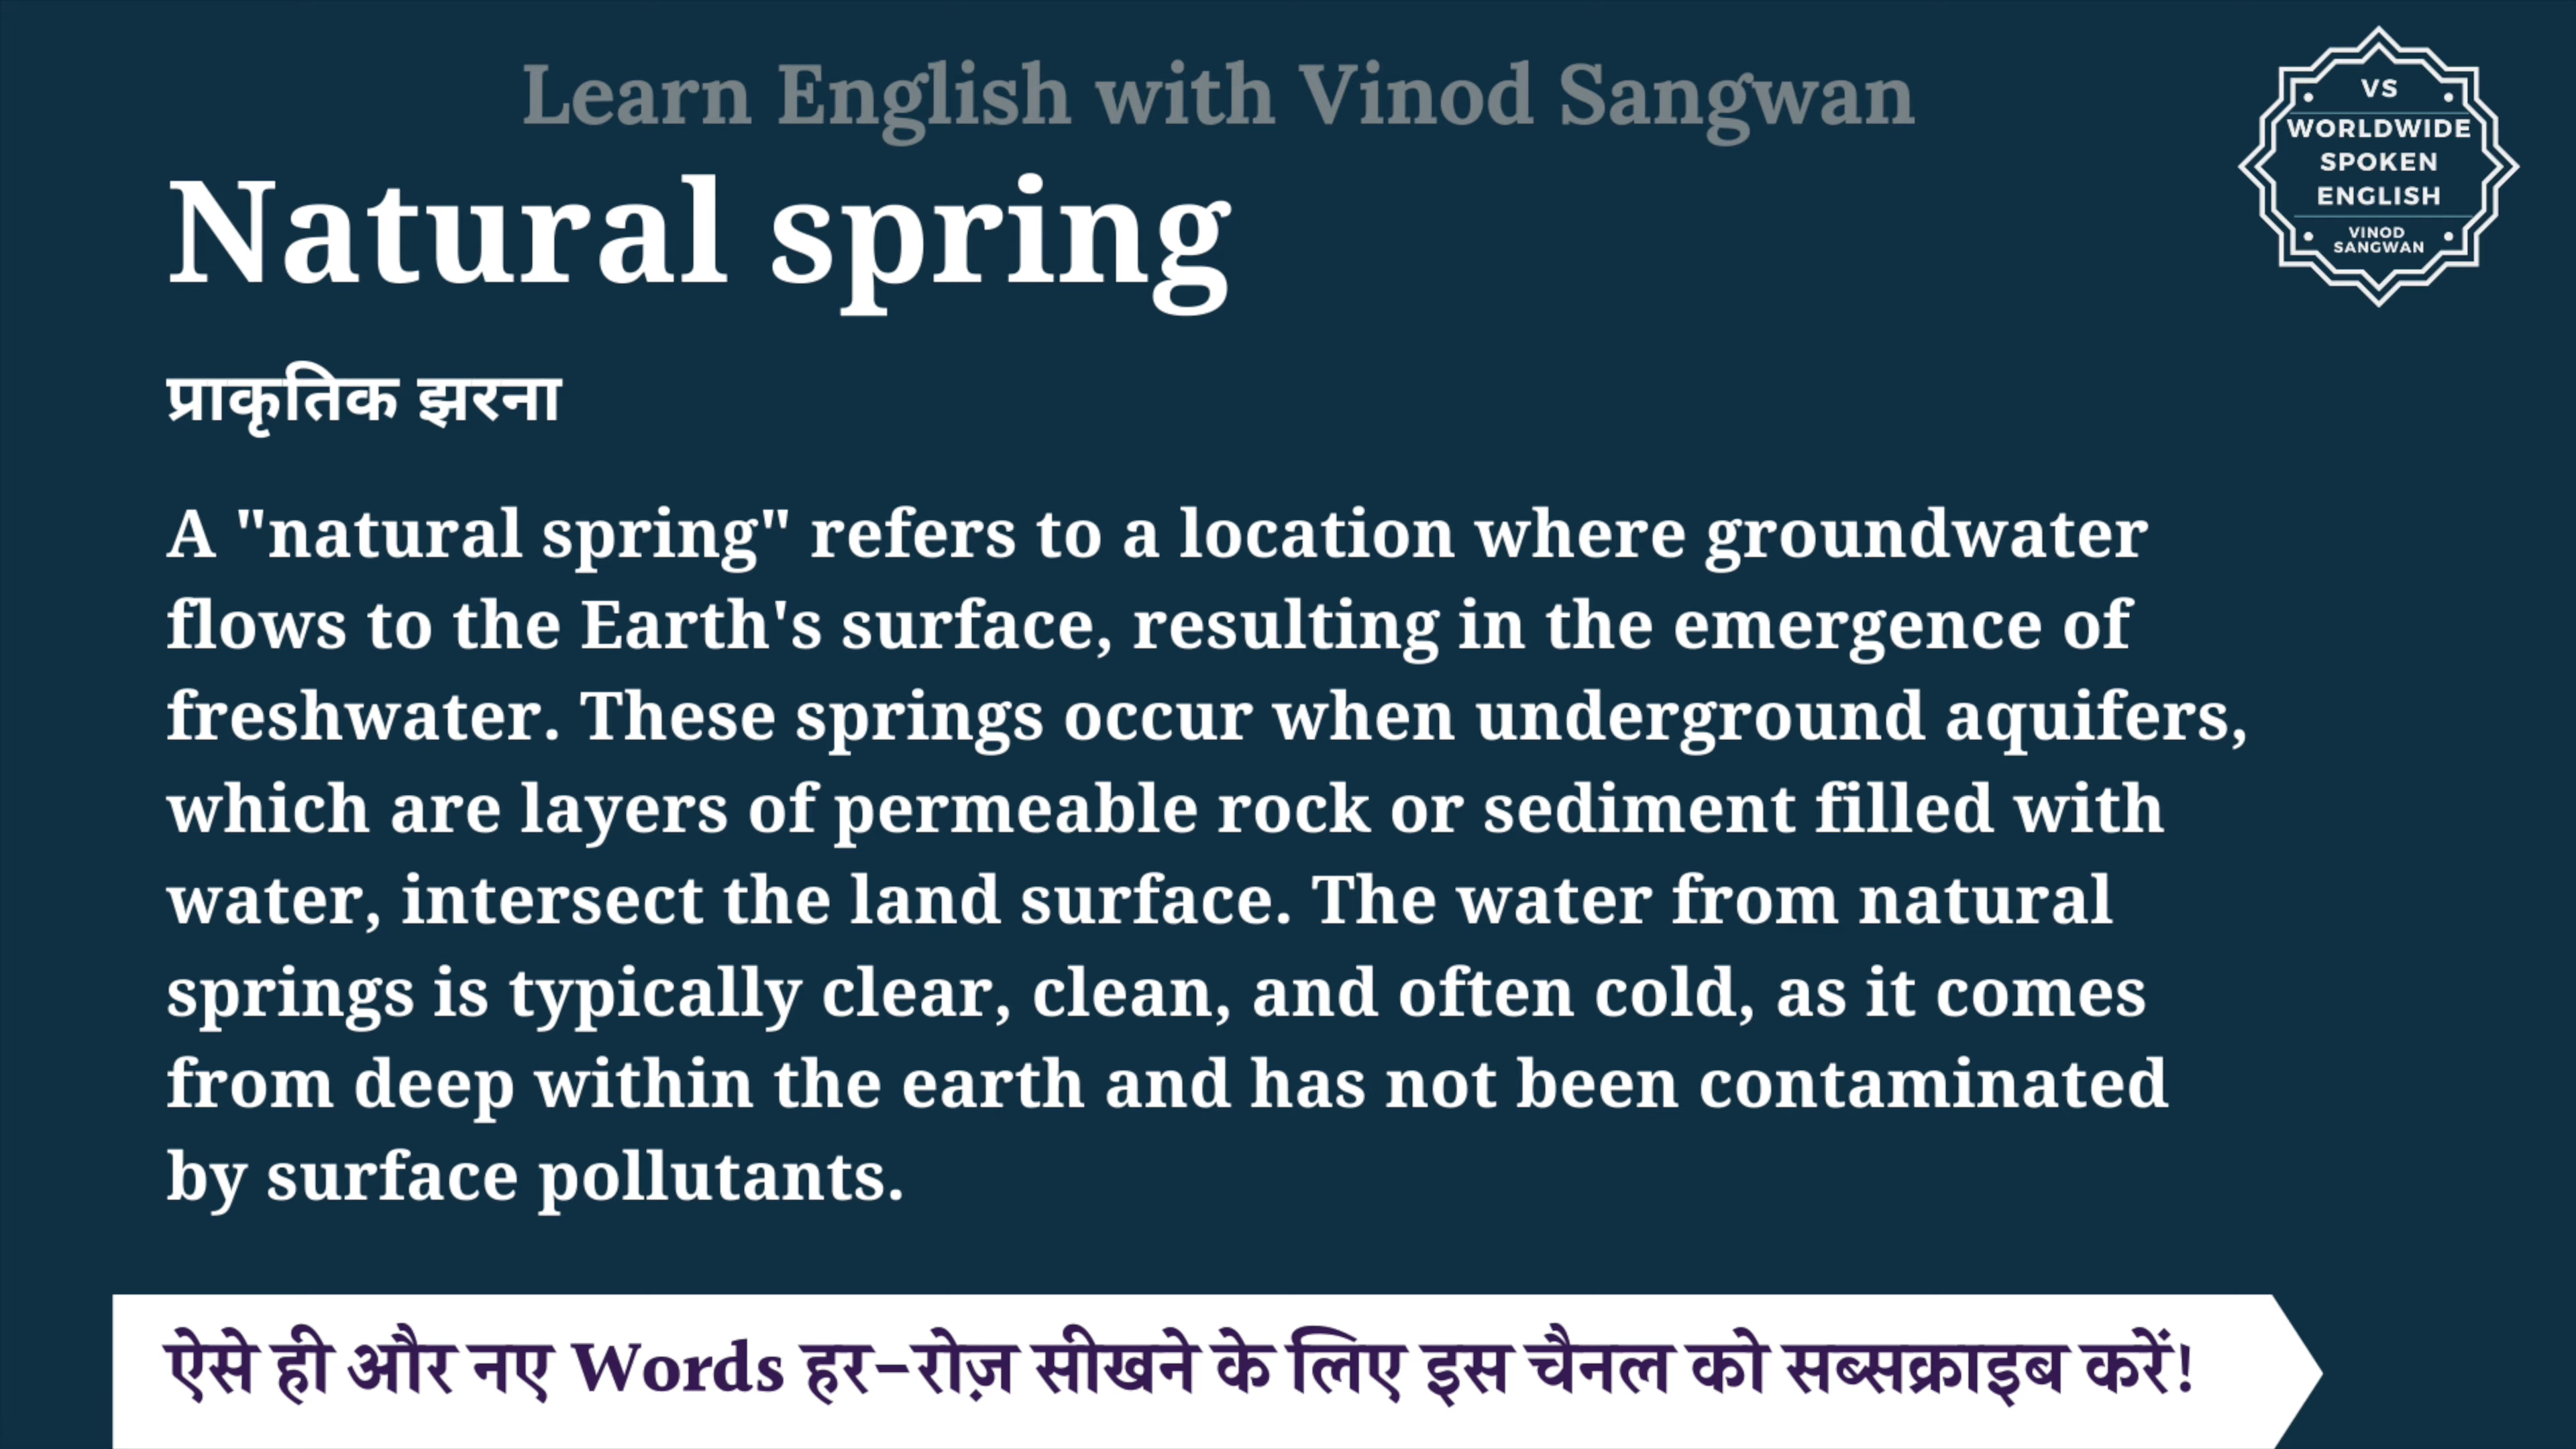 Learn English with Vinod Sangwan
VS
WORLDWIDE
SPOKEN
ENGLISH
VINOD
SANGWAN
Natural spring
प्राकृतिक झरना
A "natural spring" refers to a location where groundwater
flows to the Earth's surface, resulting in the emergence of
freshwater. These springs occur when underground aquifers,
which are layers of permeable rock or sediment filled with
water, intersect the land surface. The water from natural
springs is typically clear, clean, and often cold, as it comes
from deep within the earth and has not been contaminated
by surface pollutants.
ऐसे ही और नए Words हर-रोज़ सीखने के लिए इस चैनल को सब्सक्राइब करें!